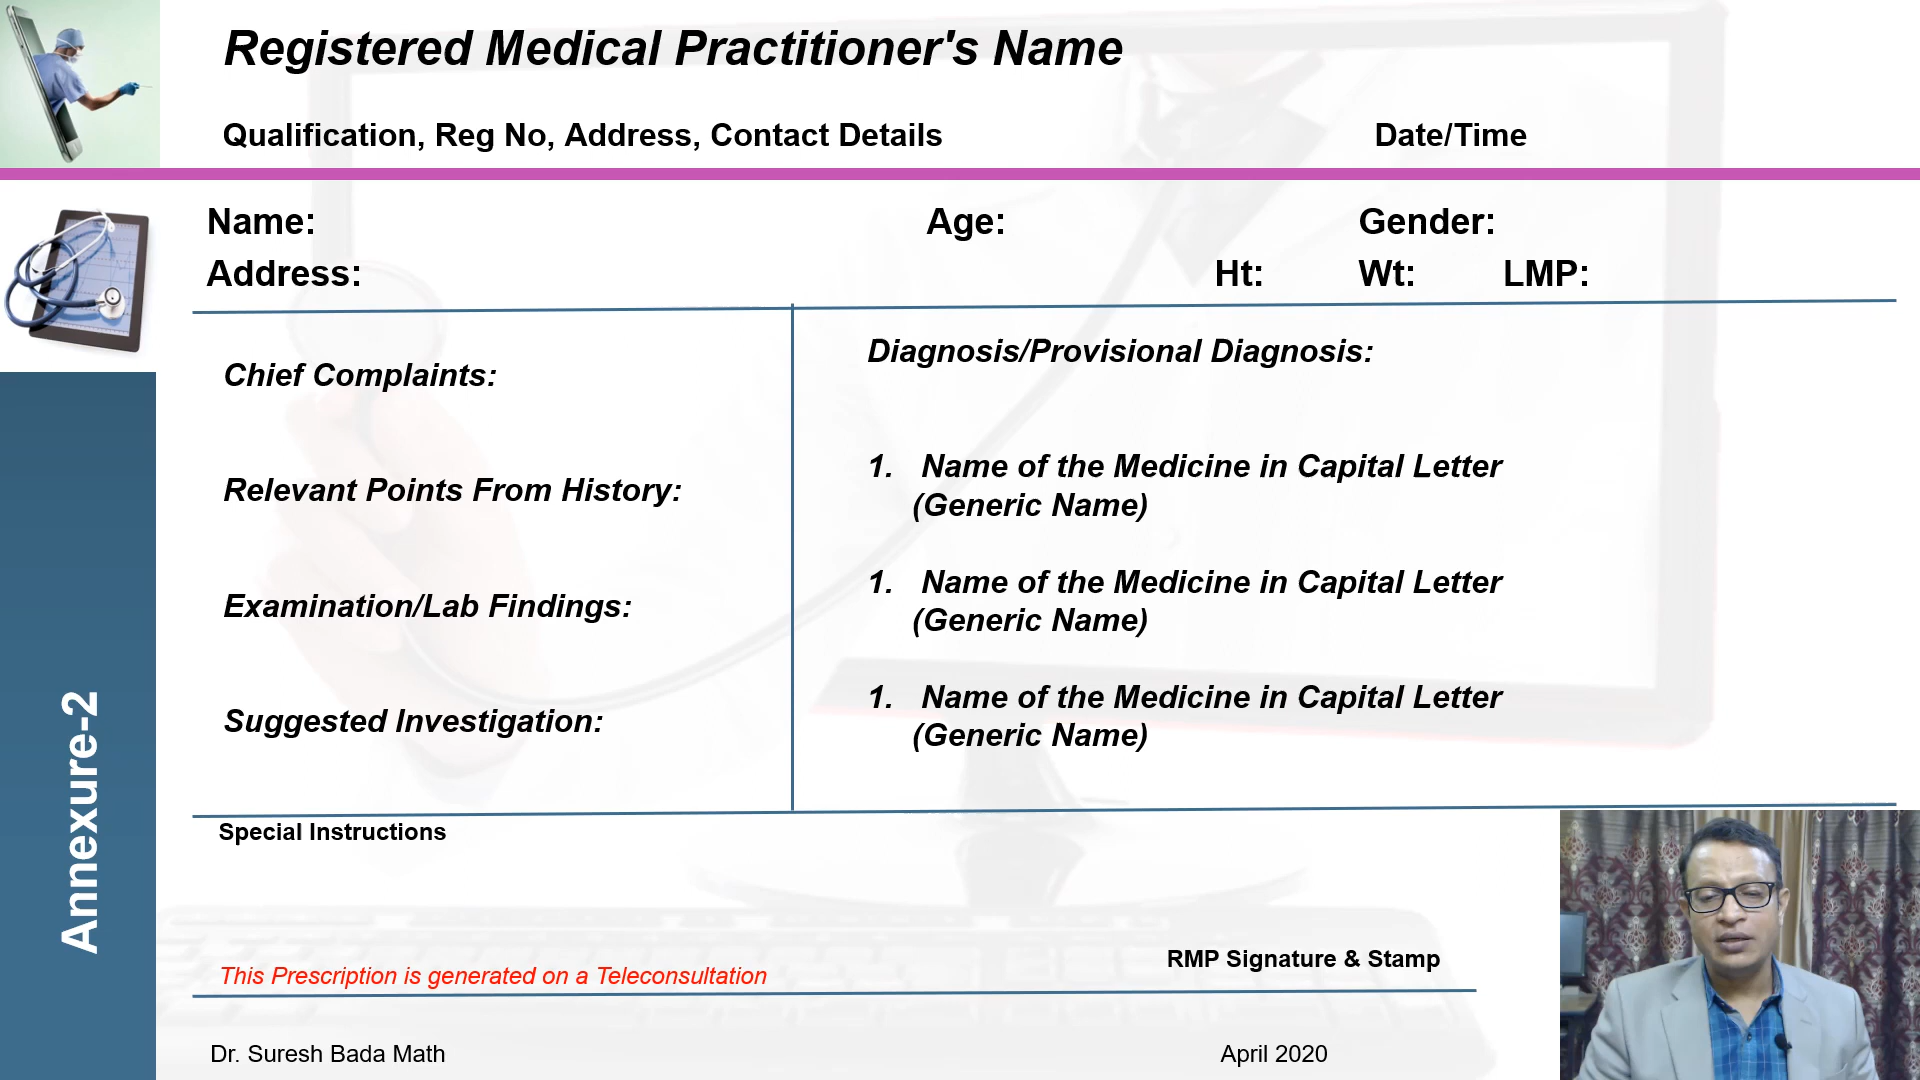 Registered Medical Practitioner's Name
Qualification, Reg No, Address, Contact Details Date/Time
Name: Age: Gender:
Address: Ht: Wt: LMP:
Chief Complaints:
Relevant Points From History:
Examination/Lab Findings:
Suggested Investigation:
Diagnosis/Provisional Diagnosis:
1. Name of the Medicine in Capital Letter
(Generic Name)
1. Name of the Medicine in Capital Letter
(Generic Name)
1. Name of the Medicine in Capital Letter
(Generic Name)
Special Instructions
RMP Signature & Stamp
This Prescription is generated on a Teleconsultation
Dr. Suresh Bada Math April 2020
Annexure-2